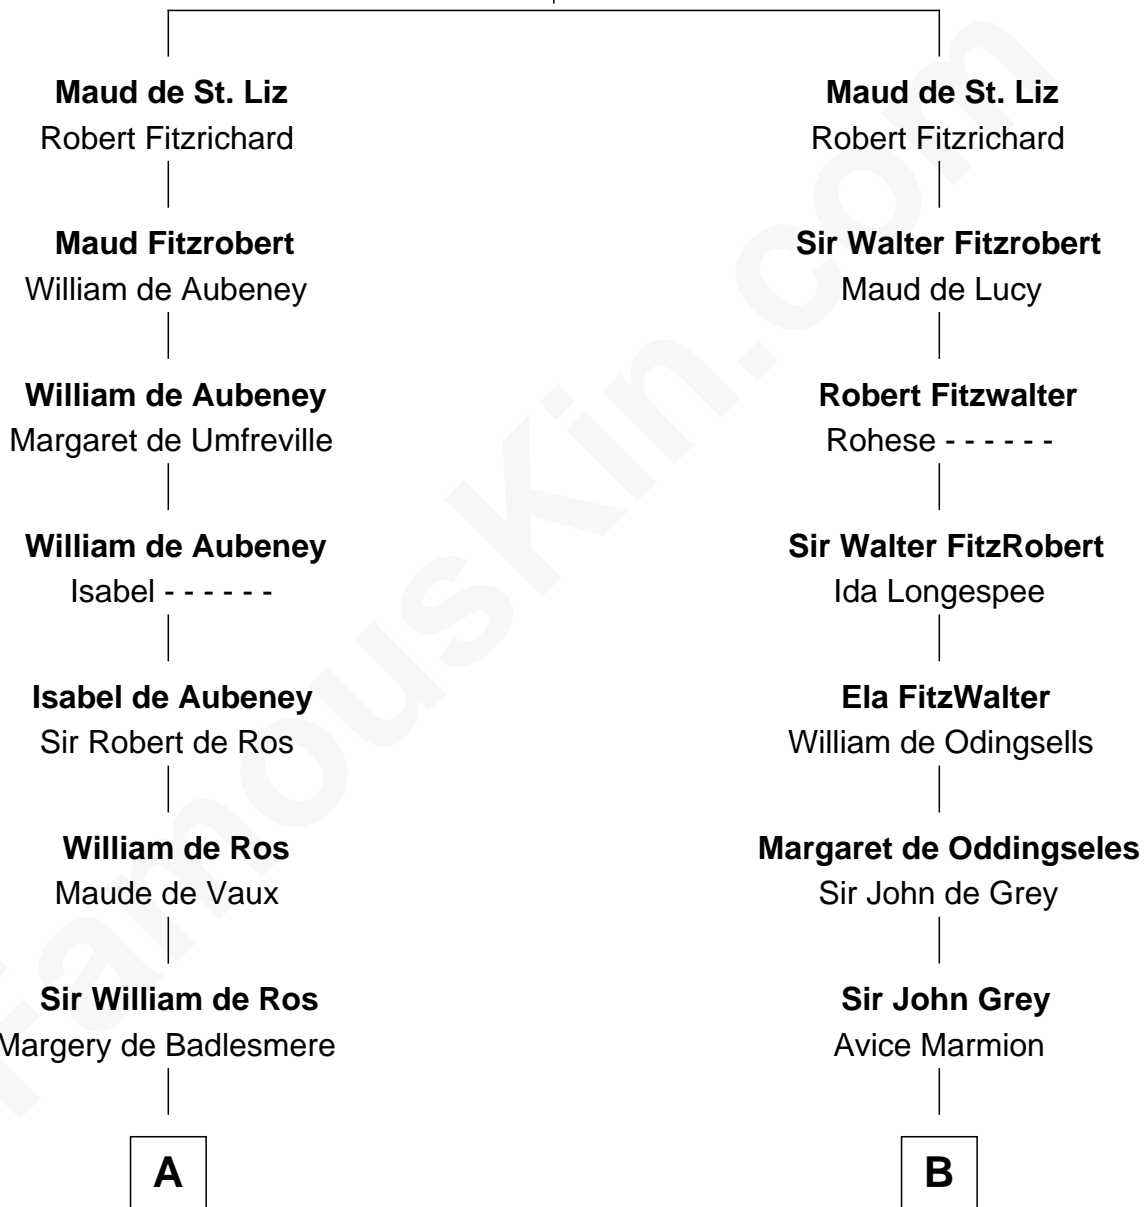 Maud de St. Liz
Robert Fitzrichard
Maud Fitzrobert
William de Aubeney
William de Aubeney
Margaret de Umfreville
William de Aubeney
Isabel - - - - - -
Isabel de Aubeney
Sir Robert de Ros
William de Ros
Maude de Vaux
Sir William de Ros
Margery de Badlesmere
A
Maud de St. Liz
Robert Fitzrichard
Sir Walter Fitzrobert
Maud de Lucy
Robert Fitzwalter
Rohese - - - - - -
Sir Walter FitzRobert
Ida Longespee
Ela FitzWalter
William de Odingsells
Margaret de Oddingseles
Sir John de Grey
Sir John Grey
Avice Marmion
B
FamousKin.com